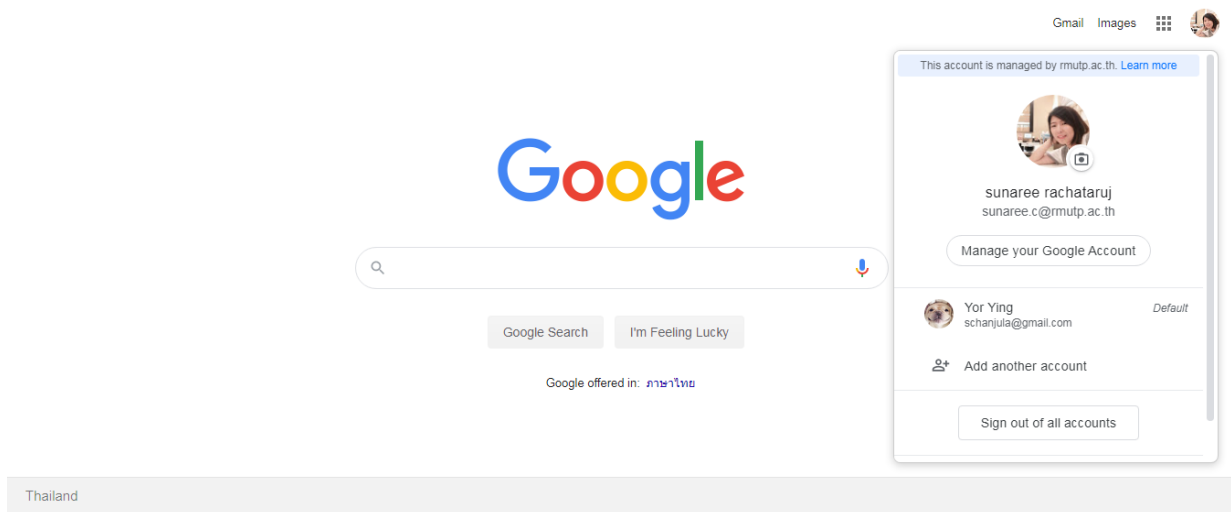 Gmail Images
This account is managed by rmutp.ac.th. Learn more
Google
sunaree rachataruj
sunaree.c@rmutp.ac.th
Manage your Google Account
Yor Ying Default
schanjula@gmail.com
Add another account
Sign out of all accounts
Google Search I'm Feeling Lucky
Google offered in: ภาษาไทย
Thailand